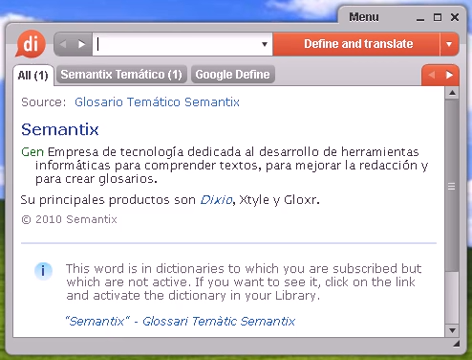 Menu
di
Define and translate
All (1)
Semantix Temático (1)
Google Define
Source: Glosario Temático Semantix
Semantix
Gen Empresa de tecnología dedicada al desarrollo de herramientas
informáticas para comprender textos, para mejorar la redacción y
para crear glosarios.
Su principales productos son Dixio, Xtyle y Gloxr.
© 2010 Semantix
i
This word is in dictionaries to which you are subscribed but
which are not active. If you want to see it, click on the link
and activate the dictionary in your Library.
"Semantix" - Glossari Temàtic Semantix